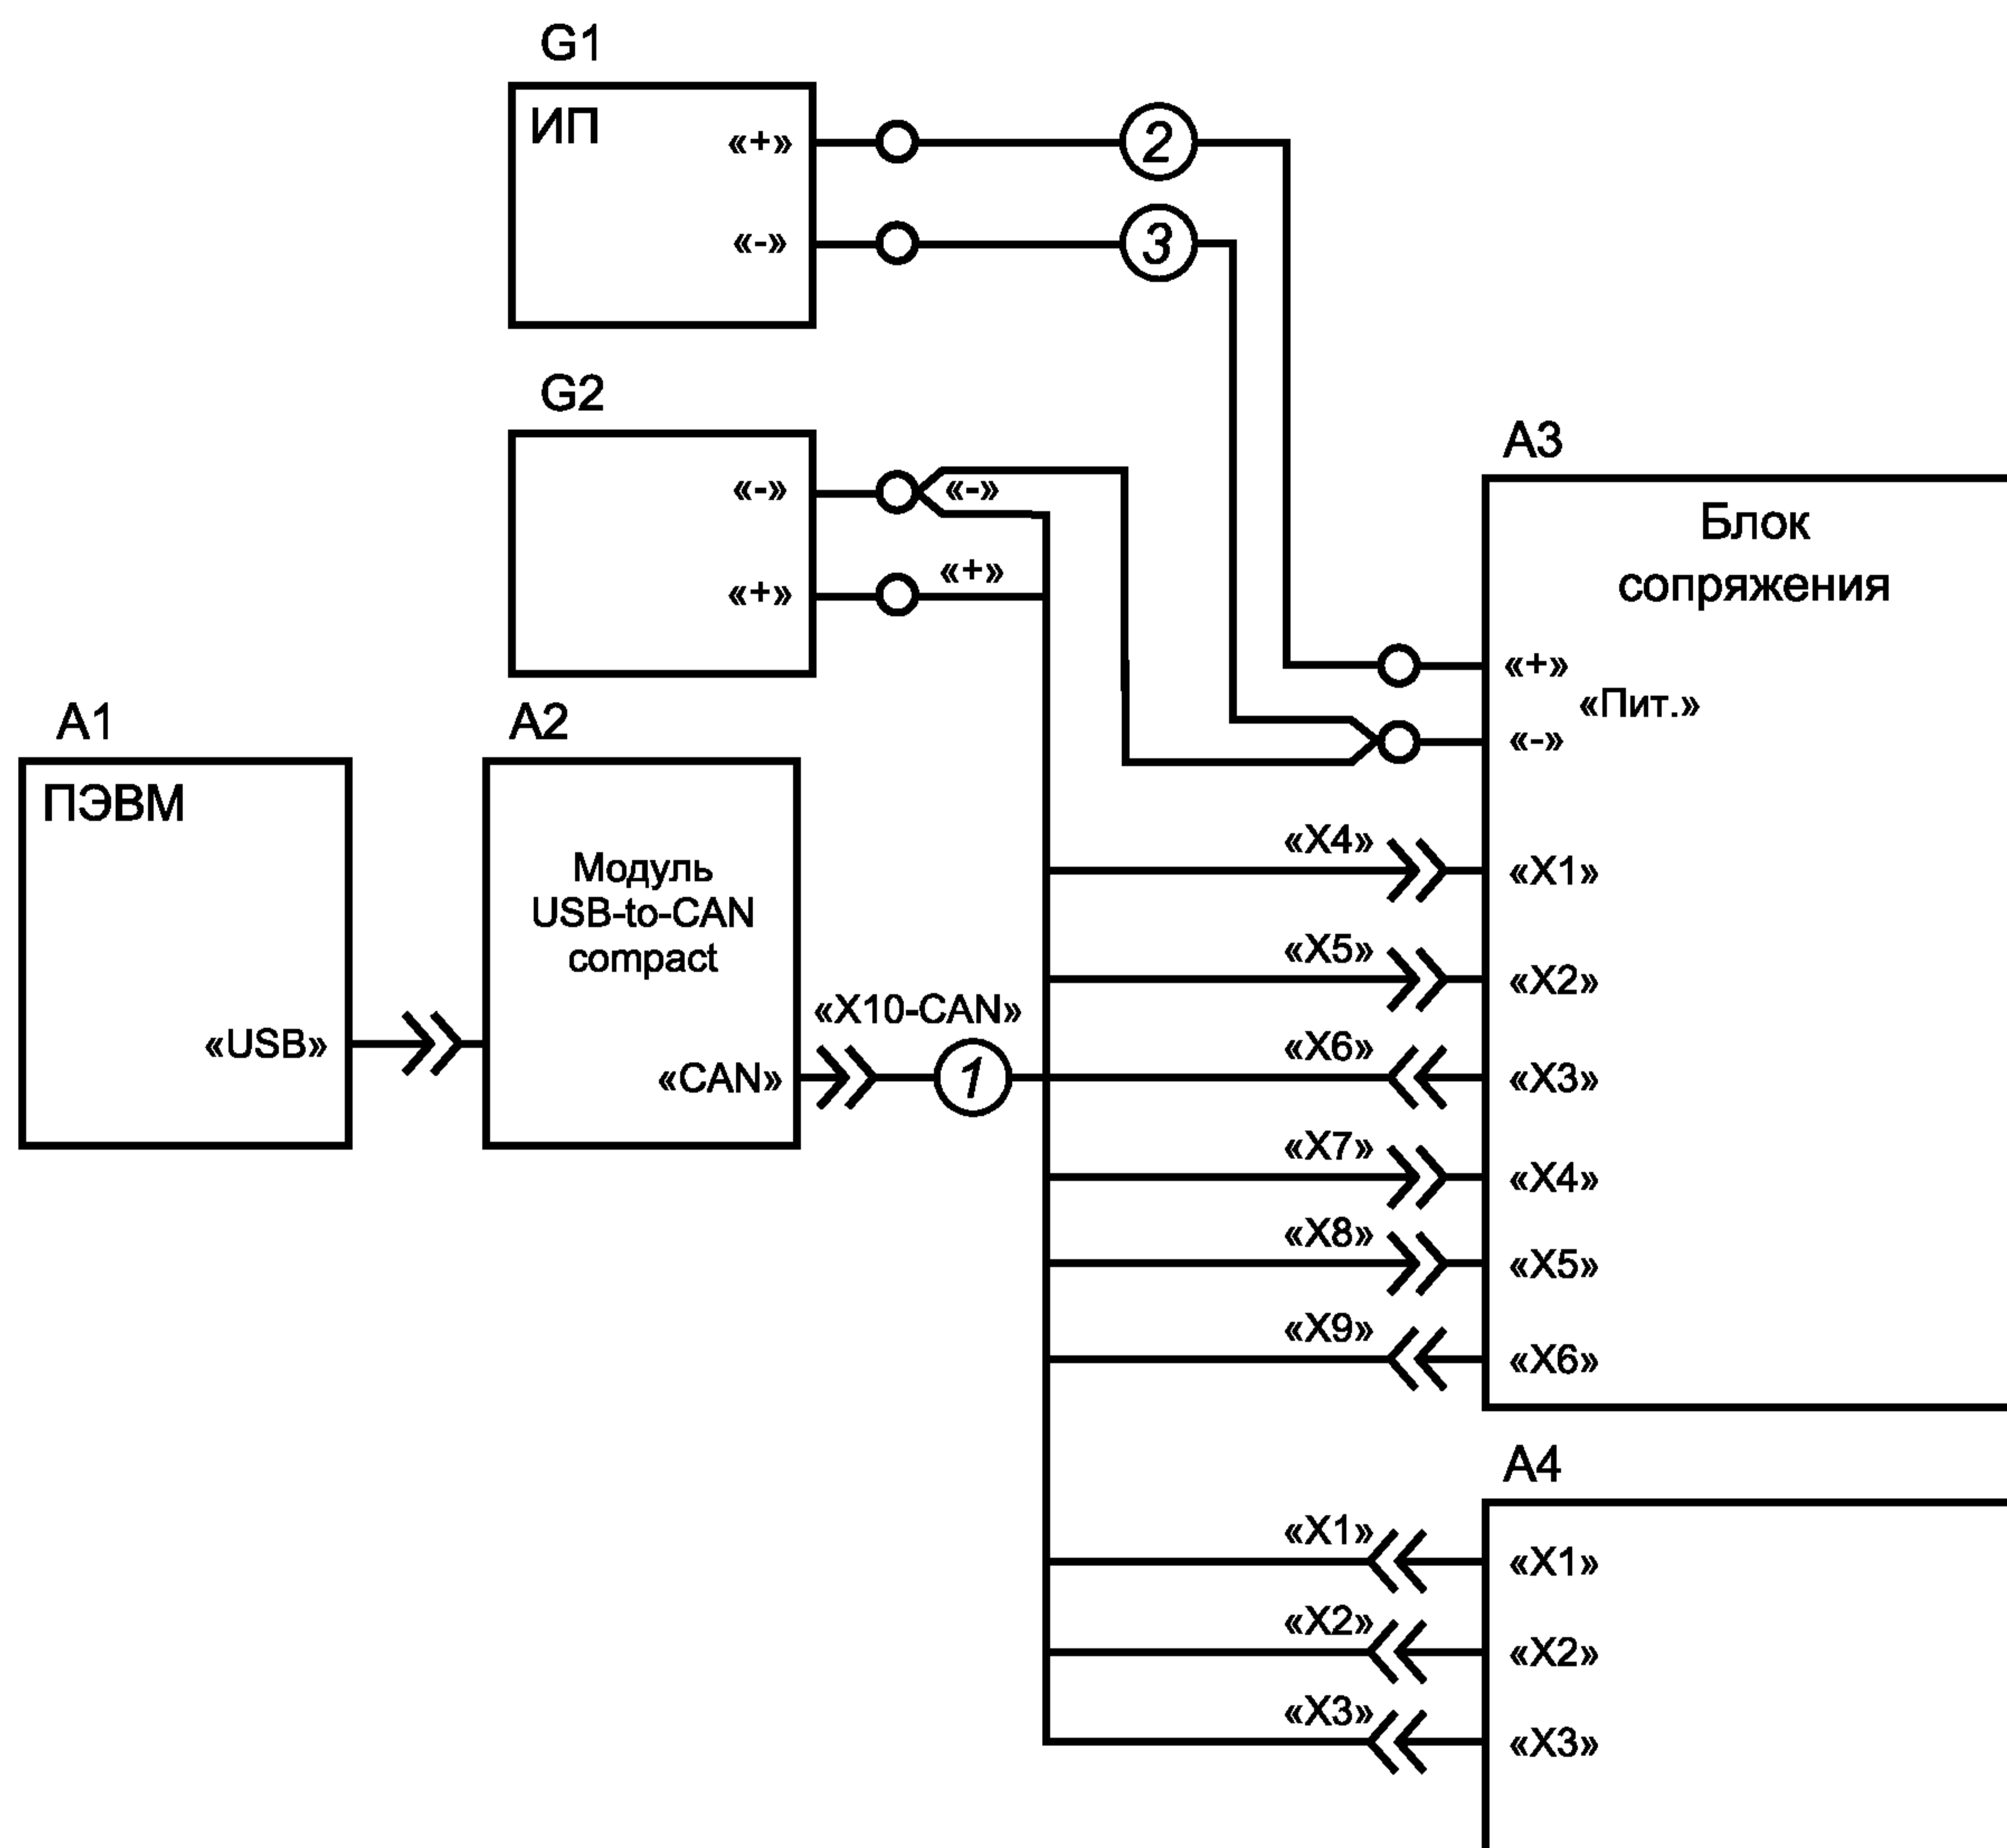 G1
ИП
«+»
2
«-»
3
G2
«-»
«-»
«+»
«+»
A3
Блок
сопряжения
«+»
«Пит.»
«-»
A1
ПЭВМ
«USB»
A2
Модуль
USB-to-CAN
compact
«CAN»
«X10-CAN»
1
«X4»
«X1»
«X5»
«X2»
«X6»
«X3»
«X7»
«X4»
«X8»
«X5»
«X9»
«X6»
A4
«X1»
«X1»
«X2»
«X2»
«X3»
«X3»